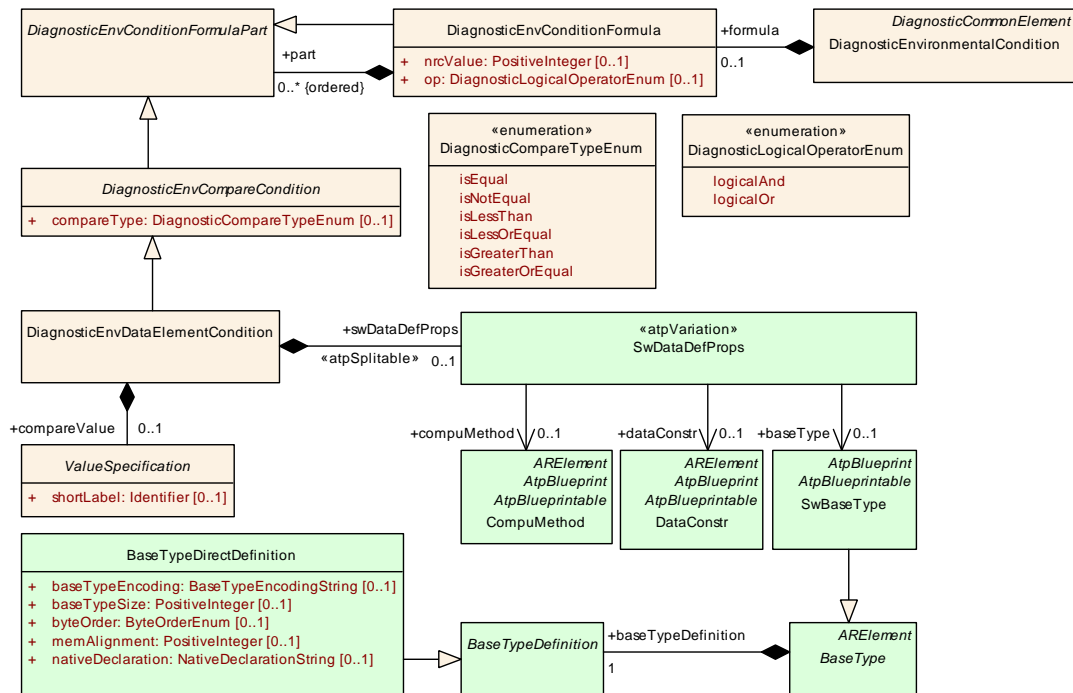 DiagnosticEnvConditionFormulaPart
+part
0..* {ordered}
DiagnosticEnvConditionFormula
+ nrcValue: PositiveInteger [0..1]
+ op: DiagnosticLogicalOperatorEnum [0..1]
+formula
0..1
DiagnosticCommonElement
DiagnosticEnvironmentalCondition
«enumeration»
DiagnosticCompareTypeEnum
isEqual
isNotEqual
isLessThan
isLessOrEqual
isGreaterThan
isGreaterOrEqual
«enumeration»
DiagnosticLogicalOperatorEnum
logicalAnd
logicalOr
DiagnosticEnvCompareCondition
+ compareType: DiagnosticCompareTypeEnum [0..1]
DiagnosticEnvDataElementCondition
+swDataDefProps
«atpSplitable» 0..1
«atpVariation»
SwDataDefProps
+compareValue 0..1
+compuMethod 0..1
+dataConstr 0..1
+baseType 0..1
ValueSpecification
+ shortLabel: Identifier [0..1]
ARElement
AtpBlueprint
AtpBlueprintable
CompuMethod
ARElement
AtpBlueprint
AtpBlueprintable
DataConstr
AtpBlueprint
AtpBlueprintable
SwBaseType
BaseTypeDirectDefinition
+ baseTypeEncoding: BaseTypeEncodingString [0..1]
+ baseTypeSize: PositiveInteger [0..1]
+ byteOrder: ByteOrderEnum [0..1]
+ memAlignment: PositiveInteger [0..1]
+ nativeDeclaration: NativeDeclarationString [0..1]
BaseTypeDefinition
+baseTypeDefinition
1
ARElement
BaseType